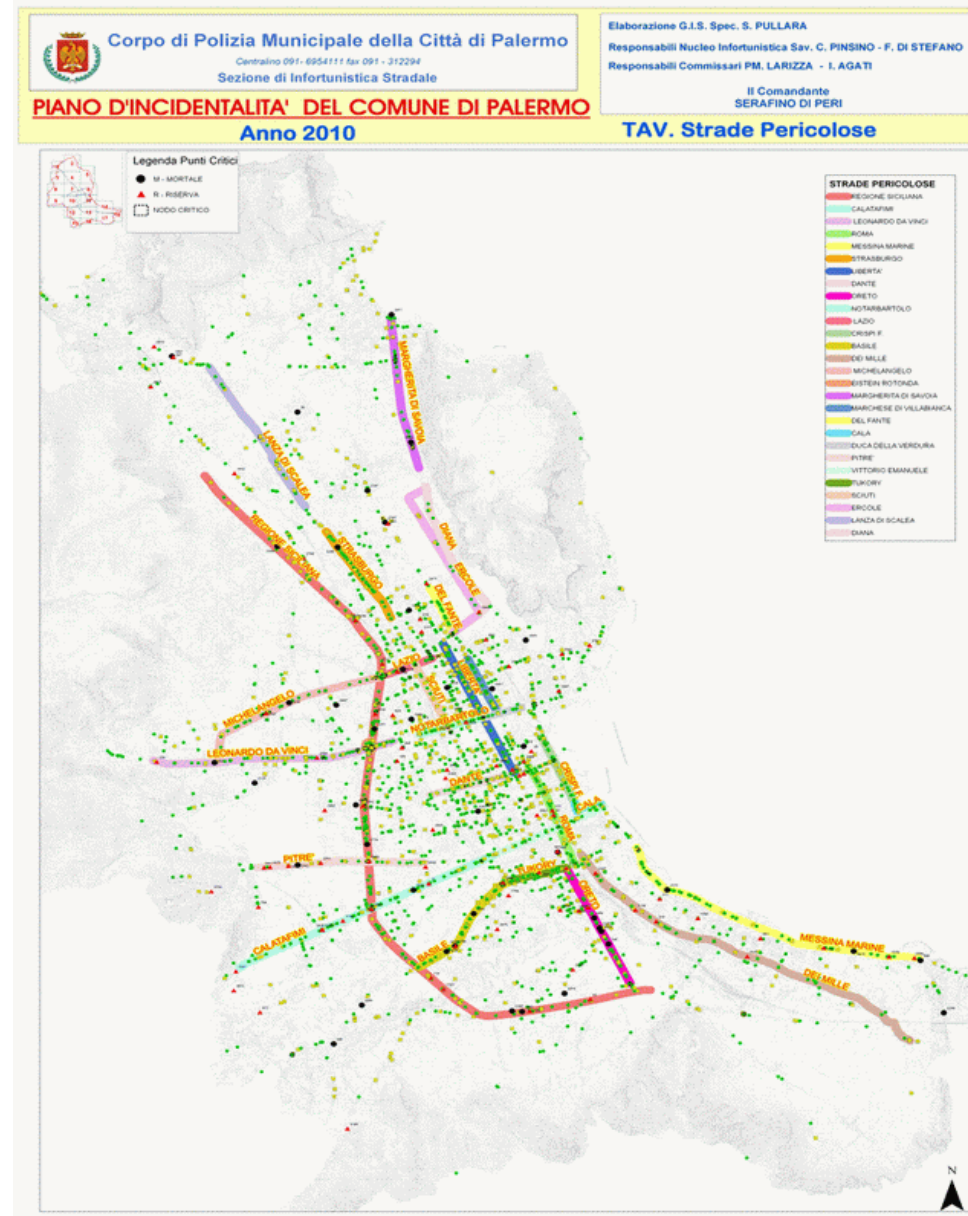 Corpo di Polizia Municipale della Città di Palermo
Centralino 091- 6954111 fax 091 - 312294
Sezione di Infortunistica Stradale
PIANO D'INCIDENTALITA' DEL COMUNE DI PALERMO
Anno 2010
Elaborazione G.I.S. Spec. S. PULLARA
Responsabili Nucleo Infortunistica Sav. C. PINSINO - F. DI STEFANO
Responsabili Commissari PM. LARIZZA - I. AGATI
Il Comandante
SERAFINO DI PERI
TAV. Strade Pericolose
Legenda Punti Critici
M - MORTALE
R - RISERVA
NODO CRITICO
STRADE PERICOLOSE
REGIONE SICILIANA
CALATAFIMI
LEONARDO DA VINCI
ROMA
MESSINA MARINE
STRASBURGO
LIBERTA'
DANTE
ORETO
NOTARBARTOLO
LAZIO
CRISPI F.
BASILE
DEI MILLE
MICHELANGELO
EISTEIN ROTONDA
MARGHERITA DI SAVOIA
MARCHESE DI VILLABIANCA
DEL FANTE
CALA
DUCA DELLA VERDURA
PITRE'
VITTORIO EMANUELE
TUKORY
SCIUTI
ERCOLE
LANZA DI SCALEA
DIANA
MARGHERITA DI SAVOIA
LANZA DI SCALEA
REGIONE SICILIANA
STRASBURGO
DIANA
ERCOLE
DEL FANTE
LAZIO
LIBERTA'
SCIUTI
MICHELANGELO
NOTARBARTOLO
LEONARDO DA VINCI
DANTE
CRISPI F.
CALA
ROMA
PITRE'
TUKORY
ORETO
CALATAFIMI
BASILE
MESSINA MARINE
DEI MILLE
N